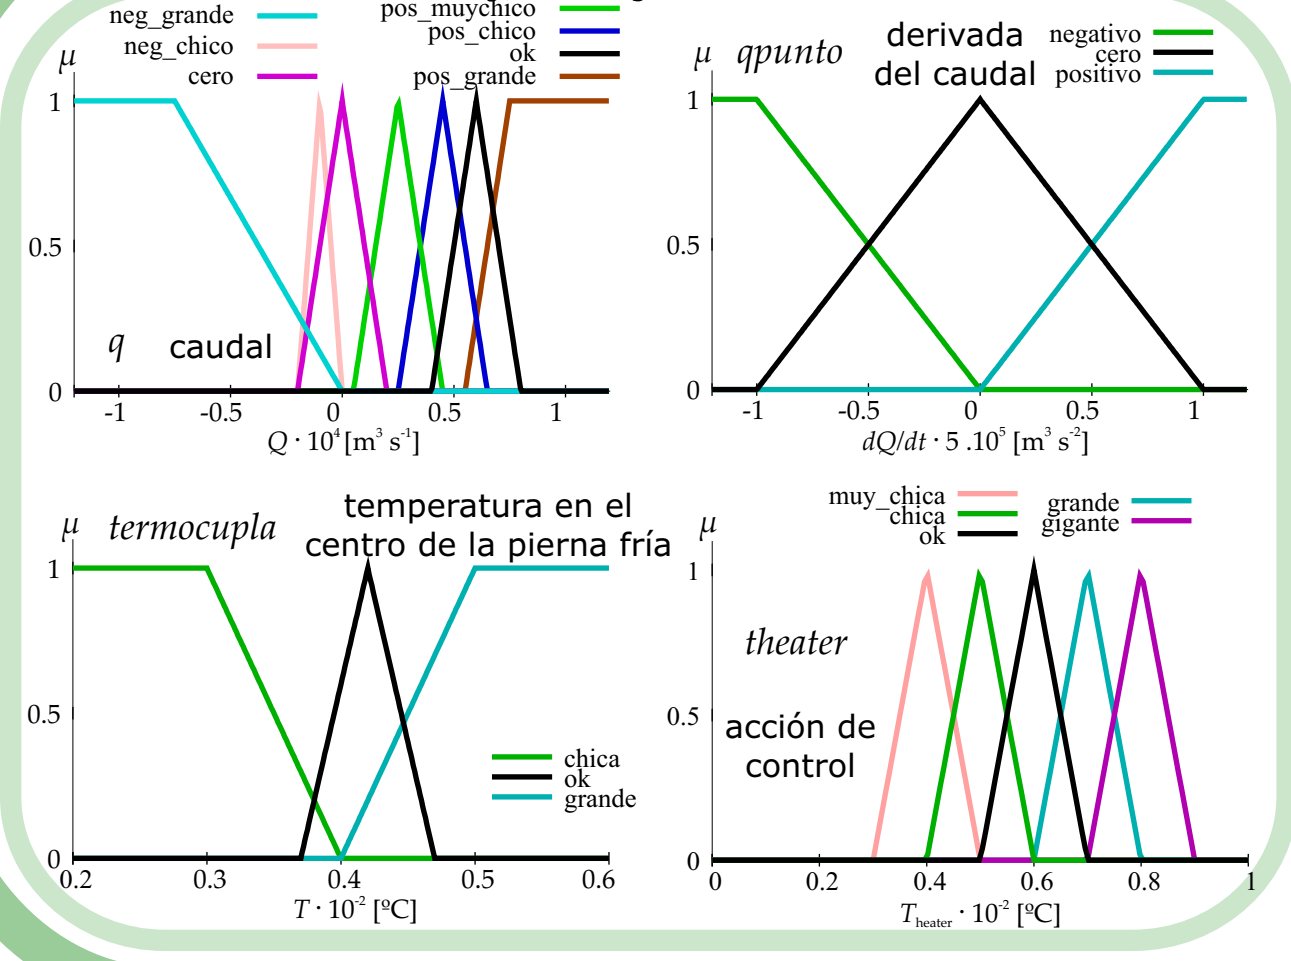 neg_grande
neg_chico
cero
pos_muychico
pos_chico
ok
pos_grande
μ
1
0.5
0
q caudal
-1 -0.5 0 0.5 1
Q · 10⁴ [m³ s⁻¹]
μ qpunto
derivada
del caudal
negativo
cero
positivo
1
0.5
0
-1 -0.5 0 0.5 1
dQ/dt · 5 .10⁵ [m³ s⁻²]
μ termocupla
temperatura en el
centro de la pierna fría
1
0.5
0
chica
ok
grande
0.2 0.3 0.4 0.5 0.6
T · 10⁻² [ºC]
muy_chica
chica
ok
grande
gigante
μ
1
0.5
0
theater
acción de
control
0 0.2 0.4 0.6 0.8 1
Theater · 10⁻² [ºC]